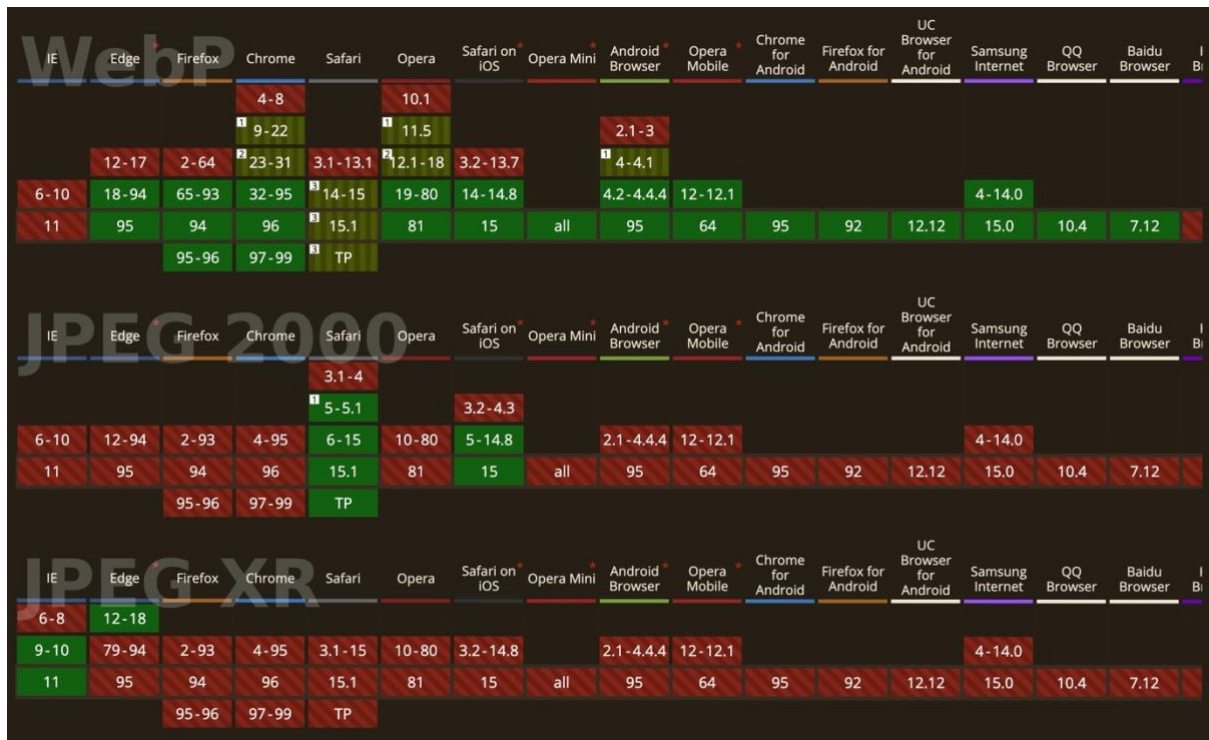 WebP
IE Edge* Firefox Chrome Safari Opera Safari on iOS* Opera Mini* Android Browser* Opera Mobile* Chrome for Android Firefox for Android UC Browser for Android Samsung Internet QQ Browser Baidu Browser
4-8 10.1
1 9-22 1 11.5 2.1-3
12-17 2-64 2 23-31 3.1-13.1 2 12.1-18 3.2-13.7 1 4-4.1
6-10 18-94 65-93 32-95 3 14-15 19-80 14-14.8 4.2-4.4.4 12-12.1 4-14.0
11 95 94 96 3 15.1 81 15 all 95 64 95 92 12.12 15.0 10.4 7.12
95-96 97-99 3 TP
JPEG 2000
IE Edge* Firefox Chrome Safari Opera Safari on iOS* Opera Mini* Android Browser* Opera Mobile* Chrome for Android Firefox for Android UC Browser for Android Samsung Internet QQ Browser Baidu Browser
3.1-4
1 5-5.1 3.2-4.3
6-10 12-94 2-93 4-95 6-15 10-80 5-14.8 2.1-4.4.4 12-12.1 4-14.0
11 95 94 96 15.1 81 15 all 95 64 95 92 12.12 15.0 10.4 7.12
95-96 97-99 TP
JPEG XR
IE Edge* Firefox Chrome Safari Opera Safari on iOS* Opera Mini* Android Browser* Opera Mobile* Chrome for Android Firefox for Android UC Browser for Android Samsung Internet QQ Browser Baidu Browser
6-8 12-18
9-10 79-94 2-93 4-95 3.1-15 10-80 3.2-14.8 2.1-4.4.4 12-12.1 4-14.0
11 95 94 96 15.1 81 15 all 95 64 95 92 12.12 15.0 10.4 7.12
95-96 97-99 TP